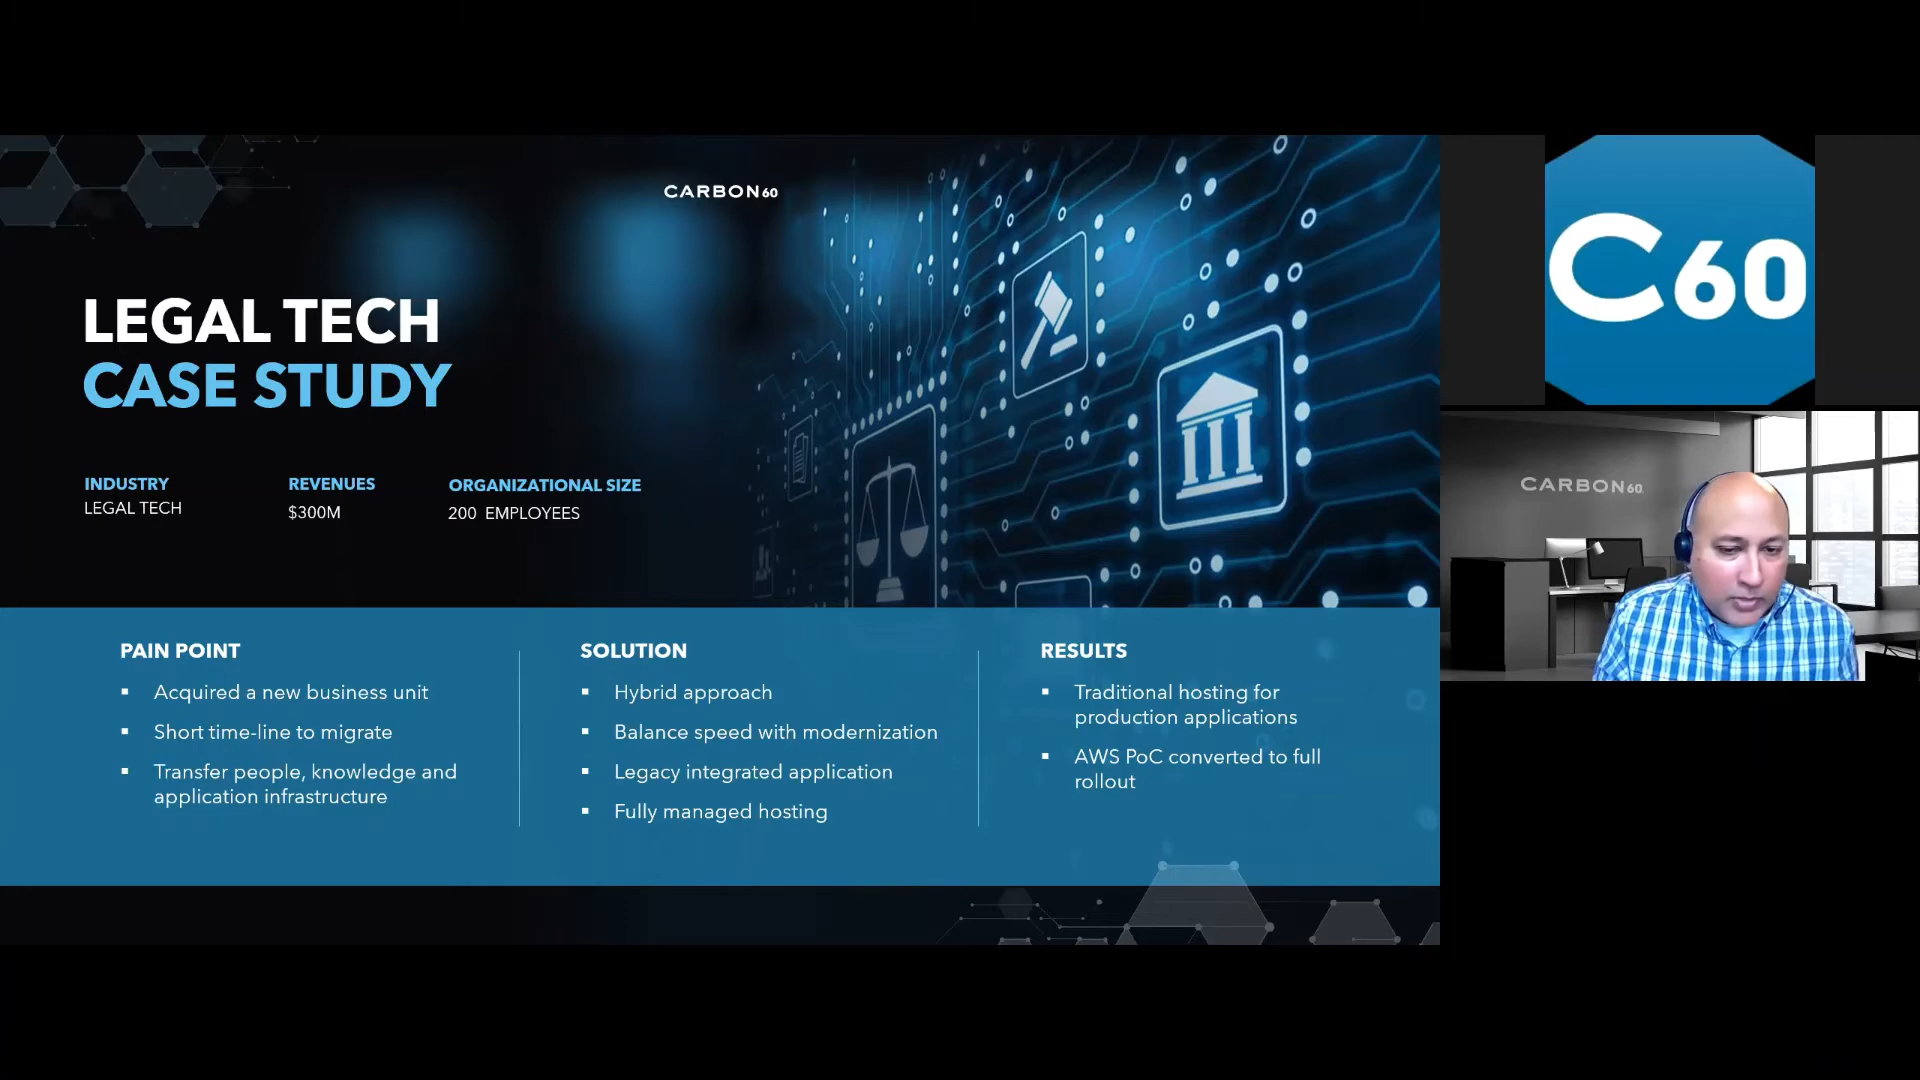 CARBON60
LEGAL TECH
CASE STUDY
INDUSTRY
LEGAL TECH
REVENUES
$300M
ORGANIZATIONAL SIZE
200 EMPLOYEES
PAIN POINT
▪ Acquired a new business unit
▪ Short time-line to migrate
▪ Transfer people, knowledge and
application infrastructure
SOLUTION
▪ Hybrid approach
▪ Balance speed with modernization
▪ Legacy integrated application
▪ Fully managed hosting
RESULTS
▪ Traditional hosting for
production applications
▪ AWS PoC converted to full
rollout
C60
CARBON60